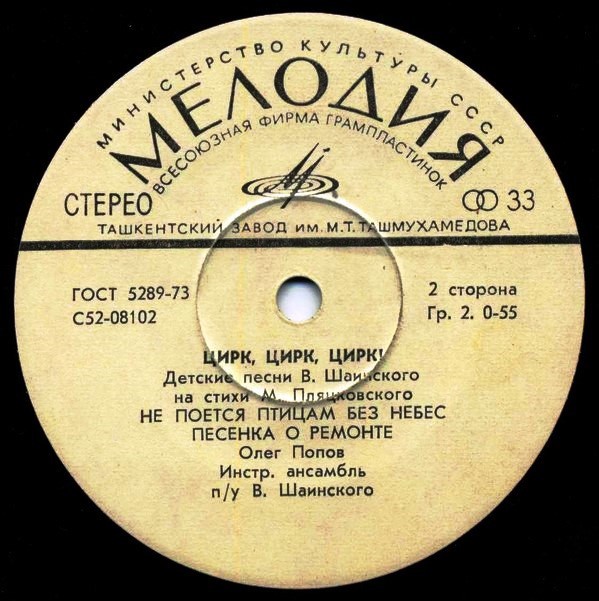 МИНИСТЕРСТВО КУЛЬТУРЫ СССР
МЕЛОДИЯ
ВСЕСОЮЗНАЯ ФИРМА ГРАМПЛАСТИНОК
СТЕРЕО
33
ТАШКЕНТСКИЙ ЗАВОД ИМ. М.Т. ТАШМУХАМЕДОВА
ГОСТ 5289-73
2 сторона
С52-08102
Гр. 2. 0-55
ЦИРК, ЦИРК, ЦИРК!
Детские песни В. Шаинского
на стихи М. Пляцковского
НЕ ПОЕТСЯ ПТИЦАМ БЕЗ НЕБЕС
ПЕСЕНКА О РЕМОНТЕ
Олег Попов
Инстр. ансамбль
п/у В. Шаинского